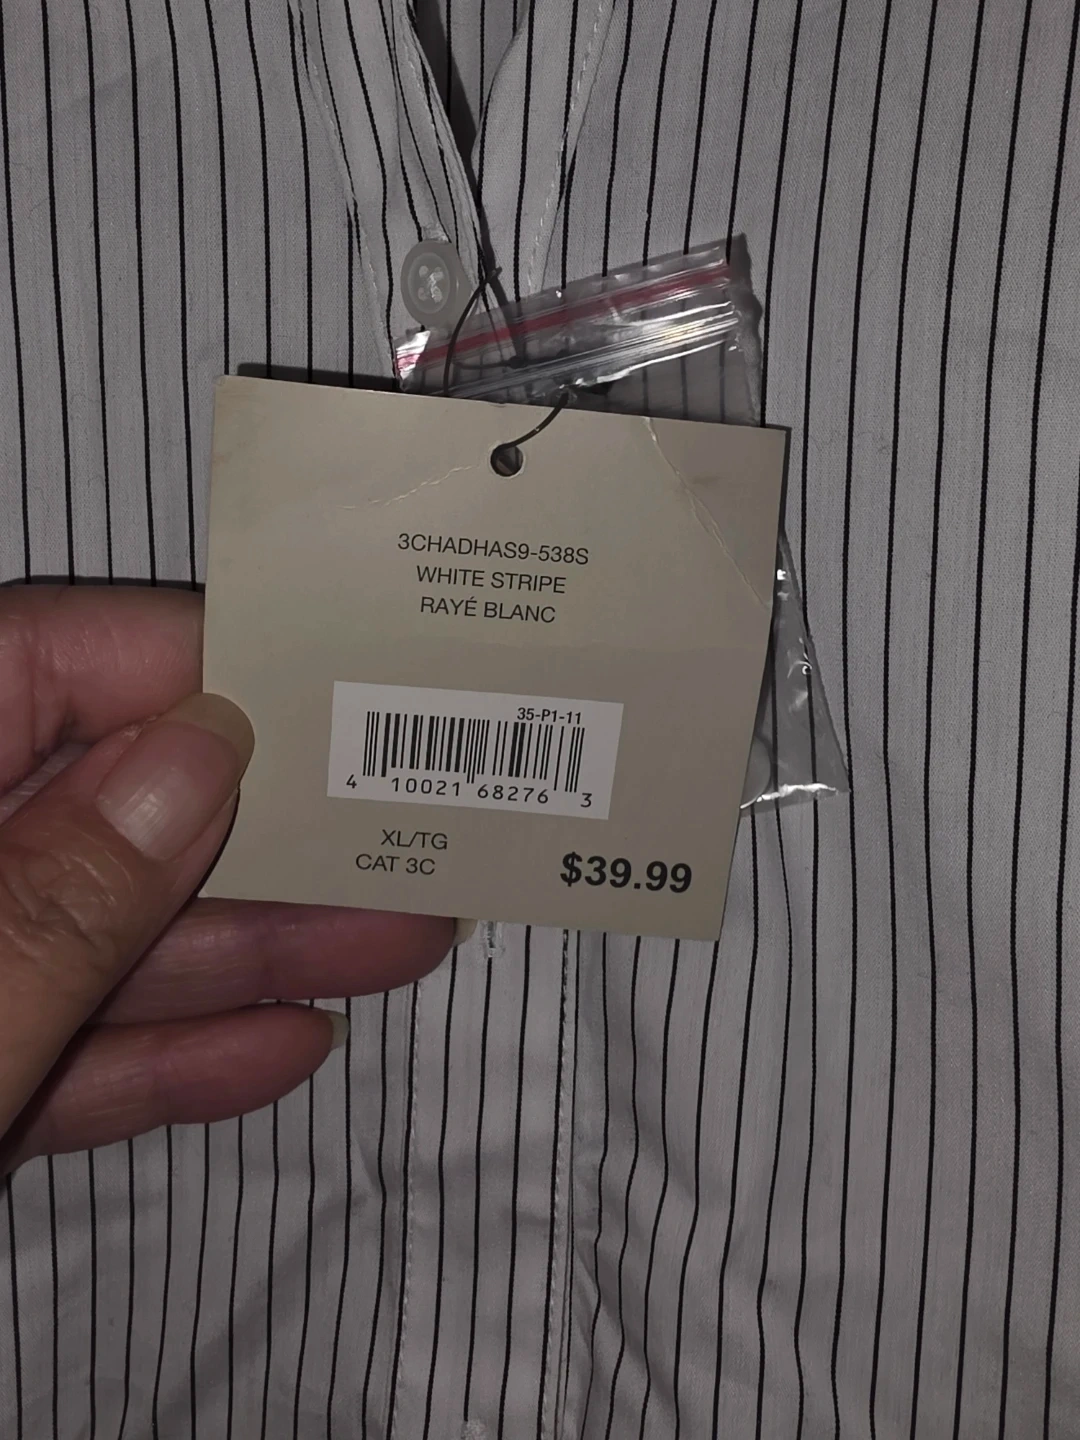 3CHADHAS9-538S
WHITE STRIPE
RAYÉ BLANC
35-P1-11
4 10021 68276 3
XL/TG
CAT 3C
$39.99